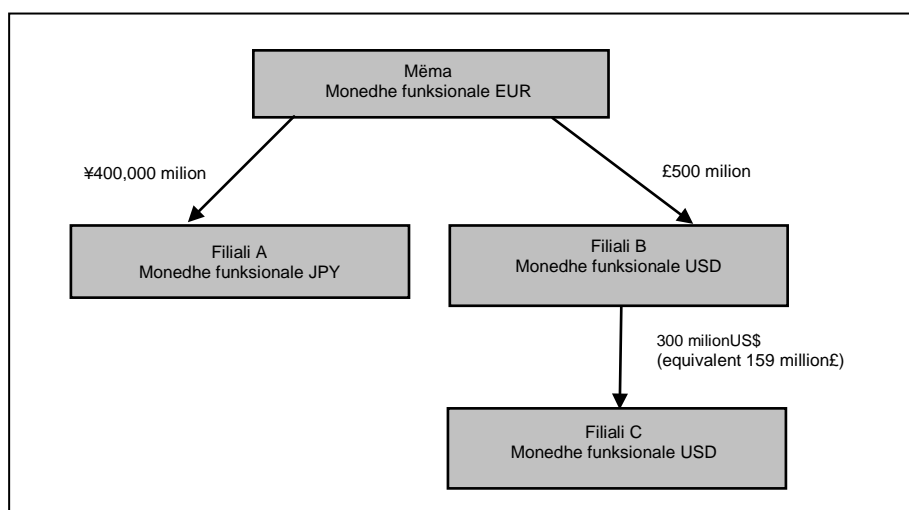 Mëma
Monedhe funksionale EUR
¥400,000 milion
£500 milion
Filiali A
Monedhe funksionale JPY
Filiali B
Monedhe funksionale USD
300 milionUS$
(equivalent 159 million£)
Filiali C
Monedhe funksionale USD